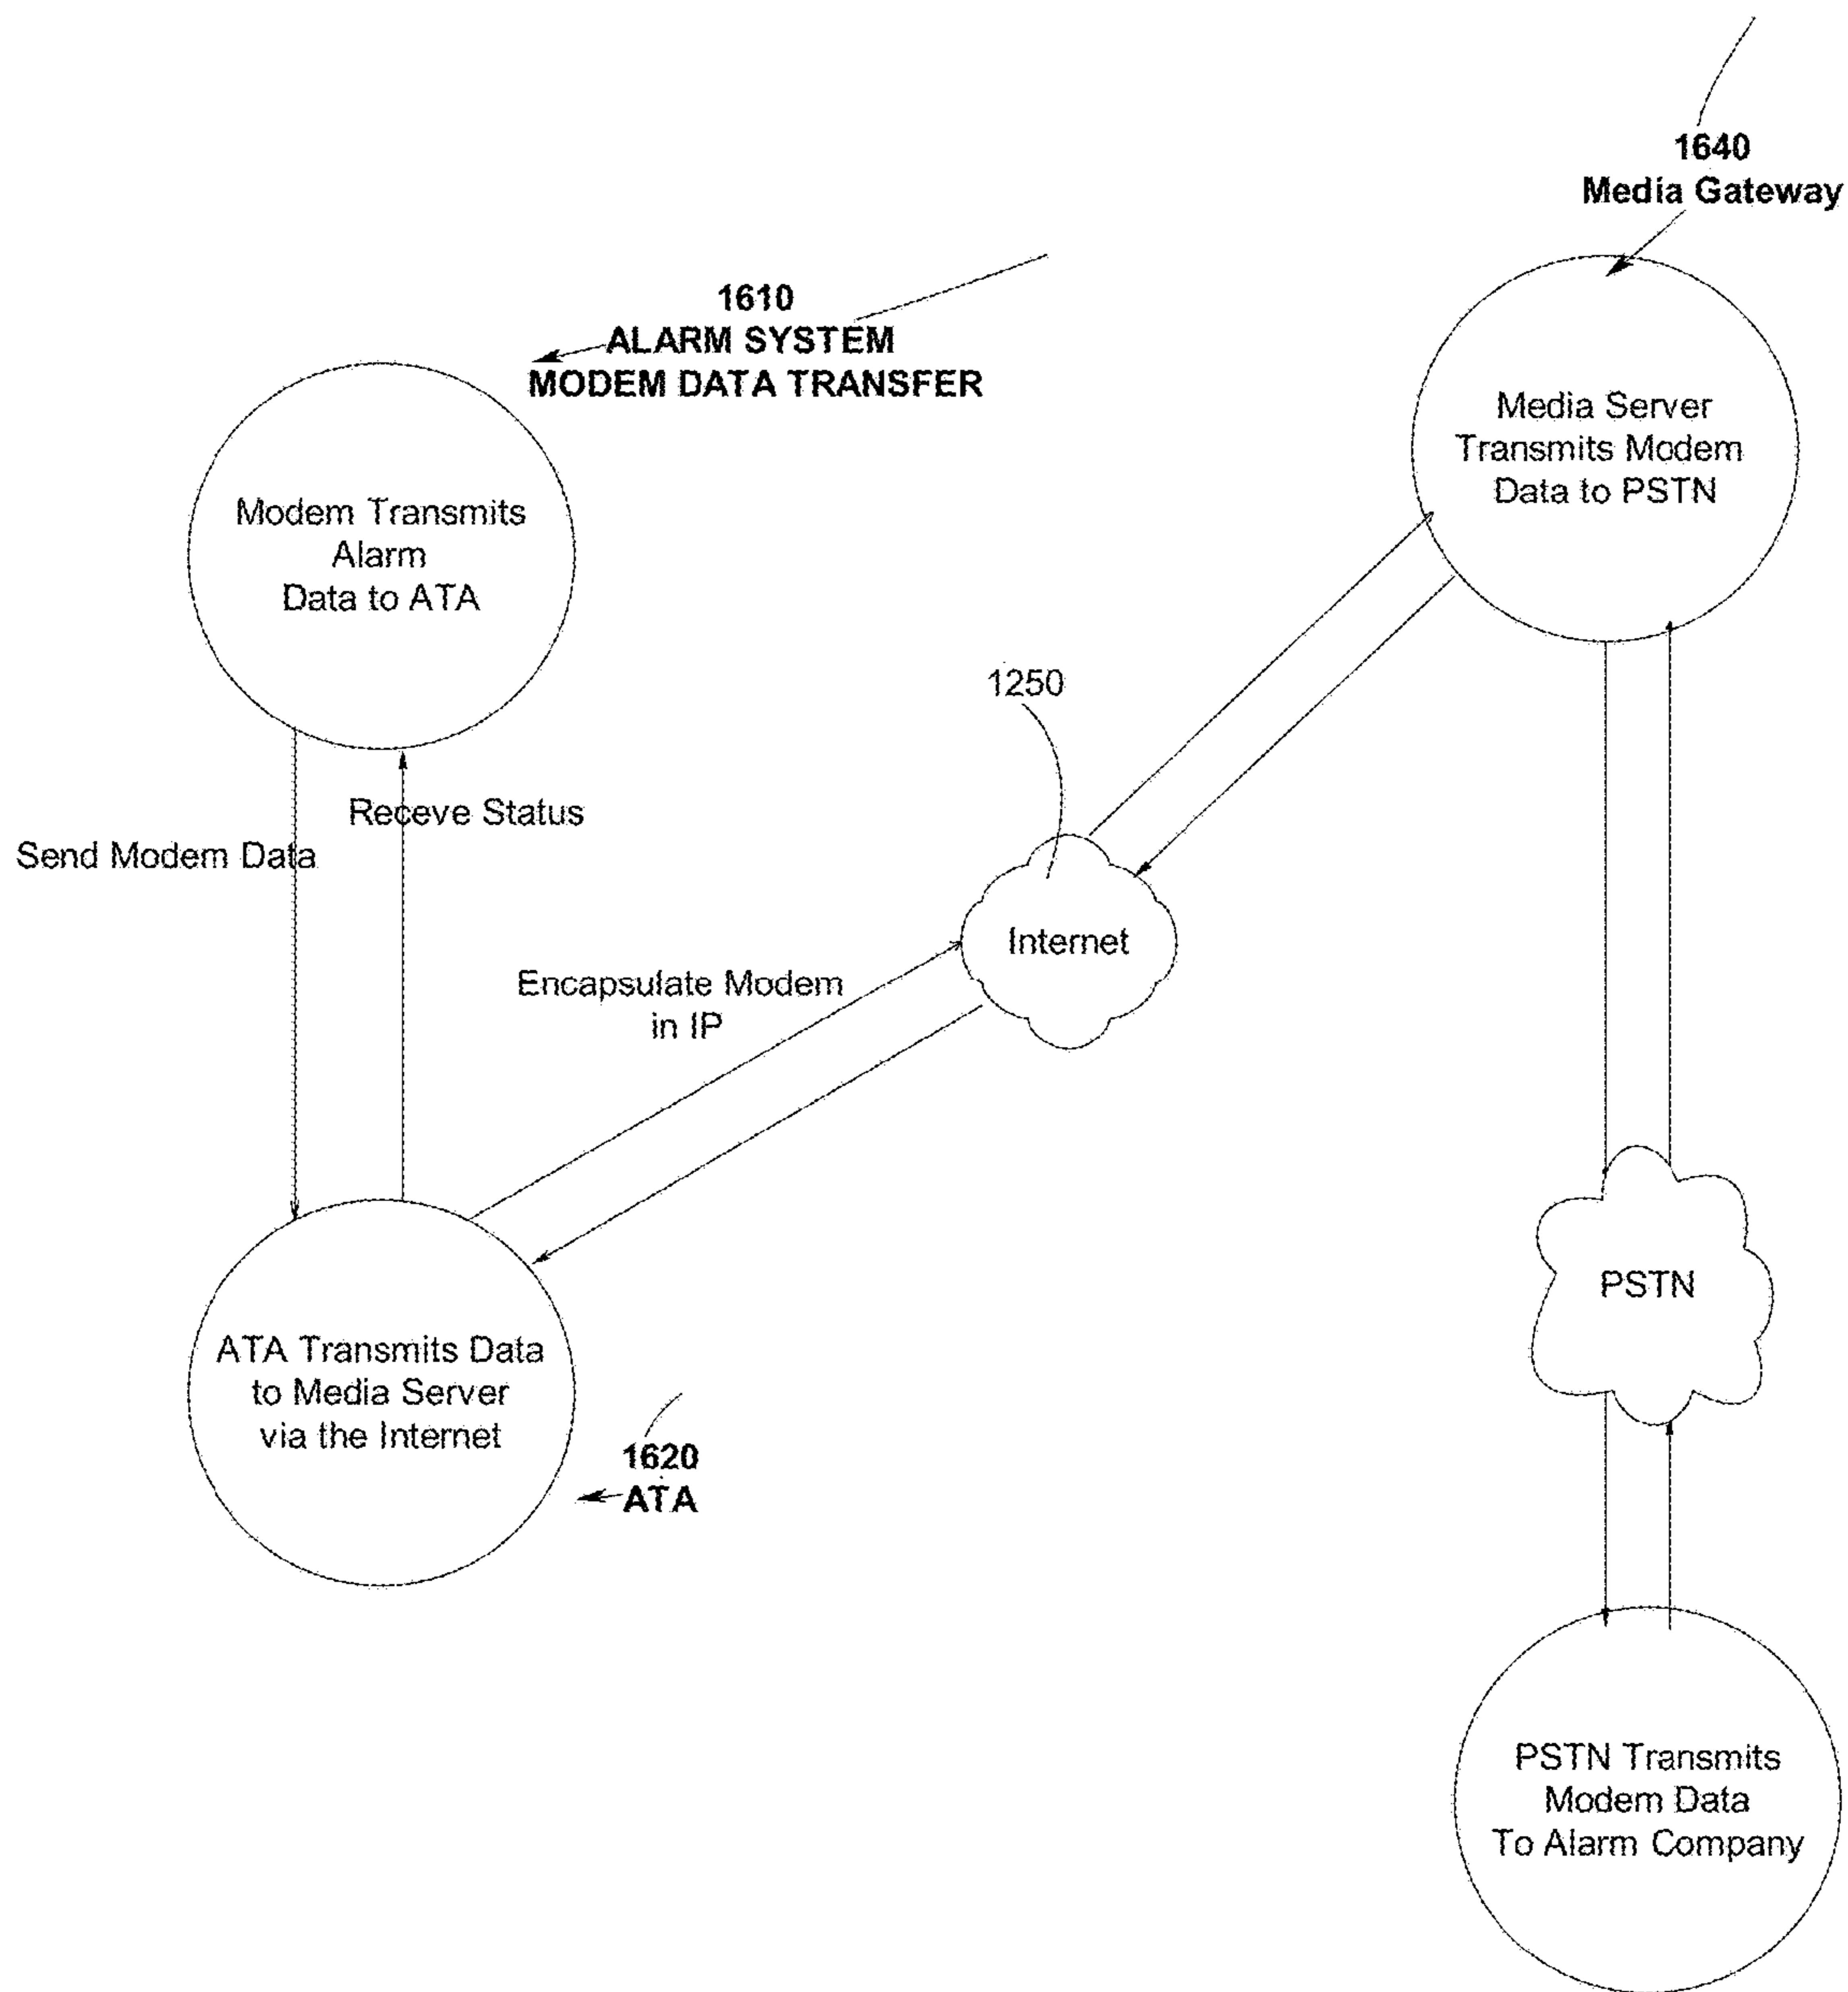 1640
Media Gateway
1610
ALARM SYSTEM
MODEM DATA TRANSFER
Media Server
Transmits Modem
Data to PSTN
Modem Transmits
Alarm
Data to ATA
1250
Receve Status
Send Modem Data
Internet
Encapsulate Modem
in IP
PSTN
ATA Transmits Data
to Media Server
via the Internet
1620
ATA
PSTN Transmits
Modem Data
To Alarm Company